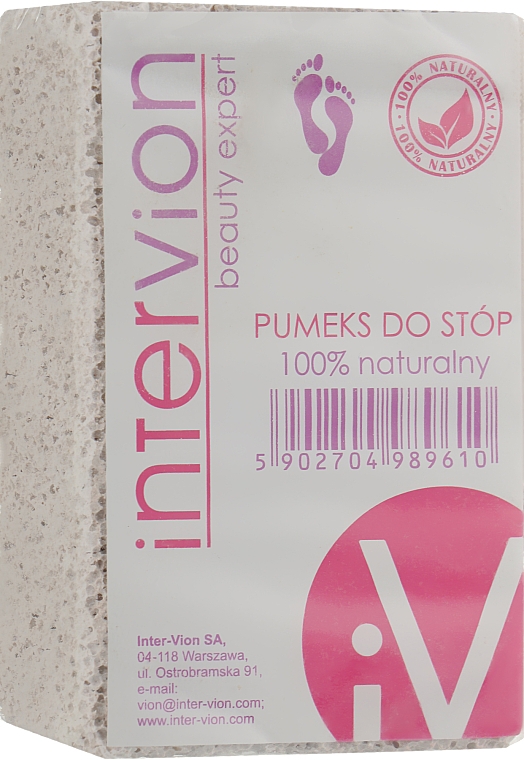 intervion
beauty expert
100% NATURALNY
100% NATURALNY
PUMEKS DO STÓP
100% naturalny
5 902704 989610
iV
Inter-Vion SA,
04-118 Warszawa,
ul. Ostrobramska 91,
e-mail:
vion@inter-vion.com;
www.inter-vion.com